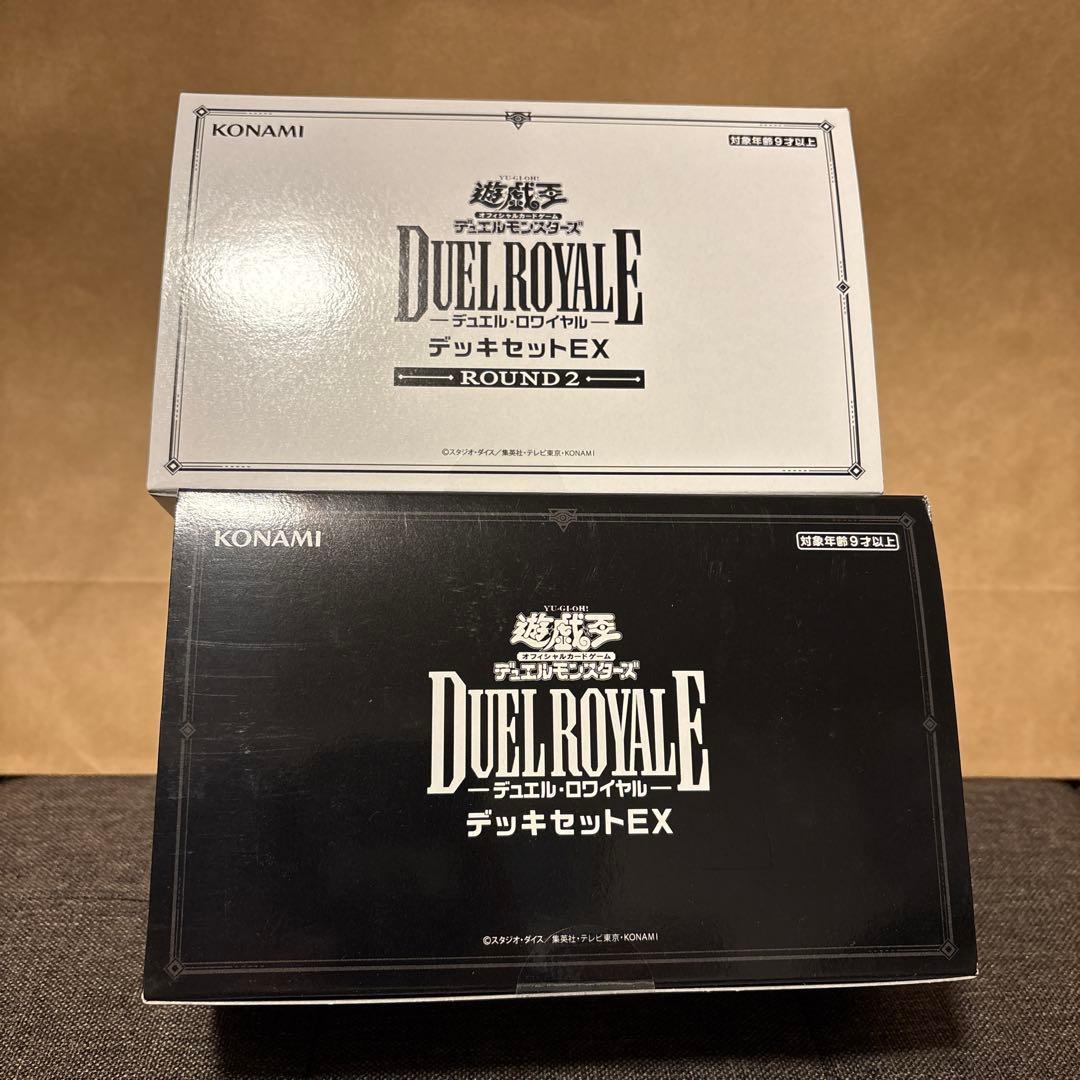 KONAMI
対象年齢9才以上
YU-GI-OH!
遊戯王
オフィシャルカードゲーム
デュエルモンスターズ
DUEL ROYALE
デュエル・ロワイヤル
デッキセットEX
ROUND 2
©スタジオ・ダイス/集英社・テレビ東京・KONAMI
KONAMI
対象年齢9才以上
YU-GI-OH!
遊戯王
オフィシャルカードゲーム
デュエルモンスターズ
DUEL ROYALE
デュエル・ロワイヤル
デッキセットEX
©スタジオ・ダイス/集英社・テレビ東京・KONAMI